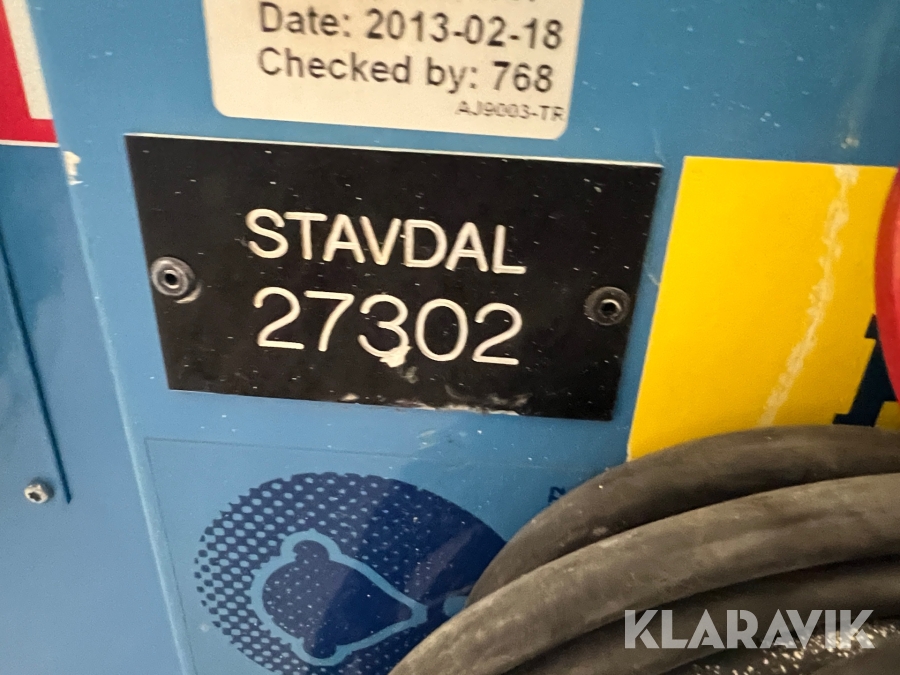 Date: 2013-02-18
Checked by: 768
AJ9003-TR
STAVDAL
27302
KLARAVIK